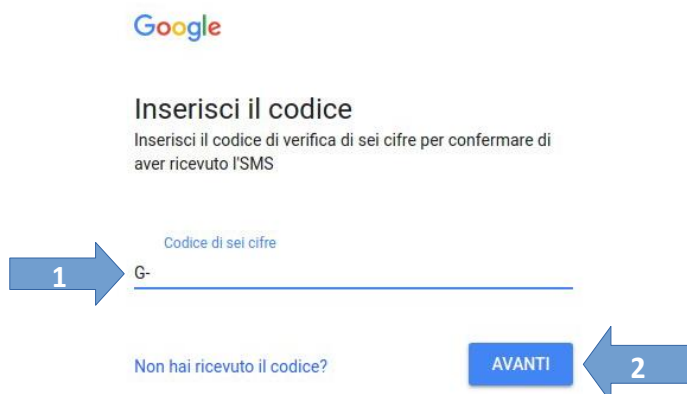 Google
Inserisci il codice
Inserisci il codice di verifica di sei cifre per confermare di
aver ricevuto l'SMS
Codice di sei cifre
1
G-
Non hai ricevuto il codice?
AVANTI
2